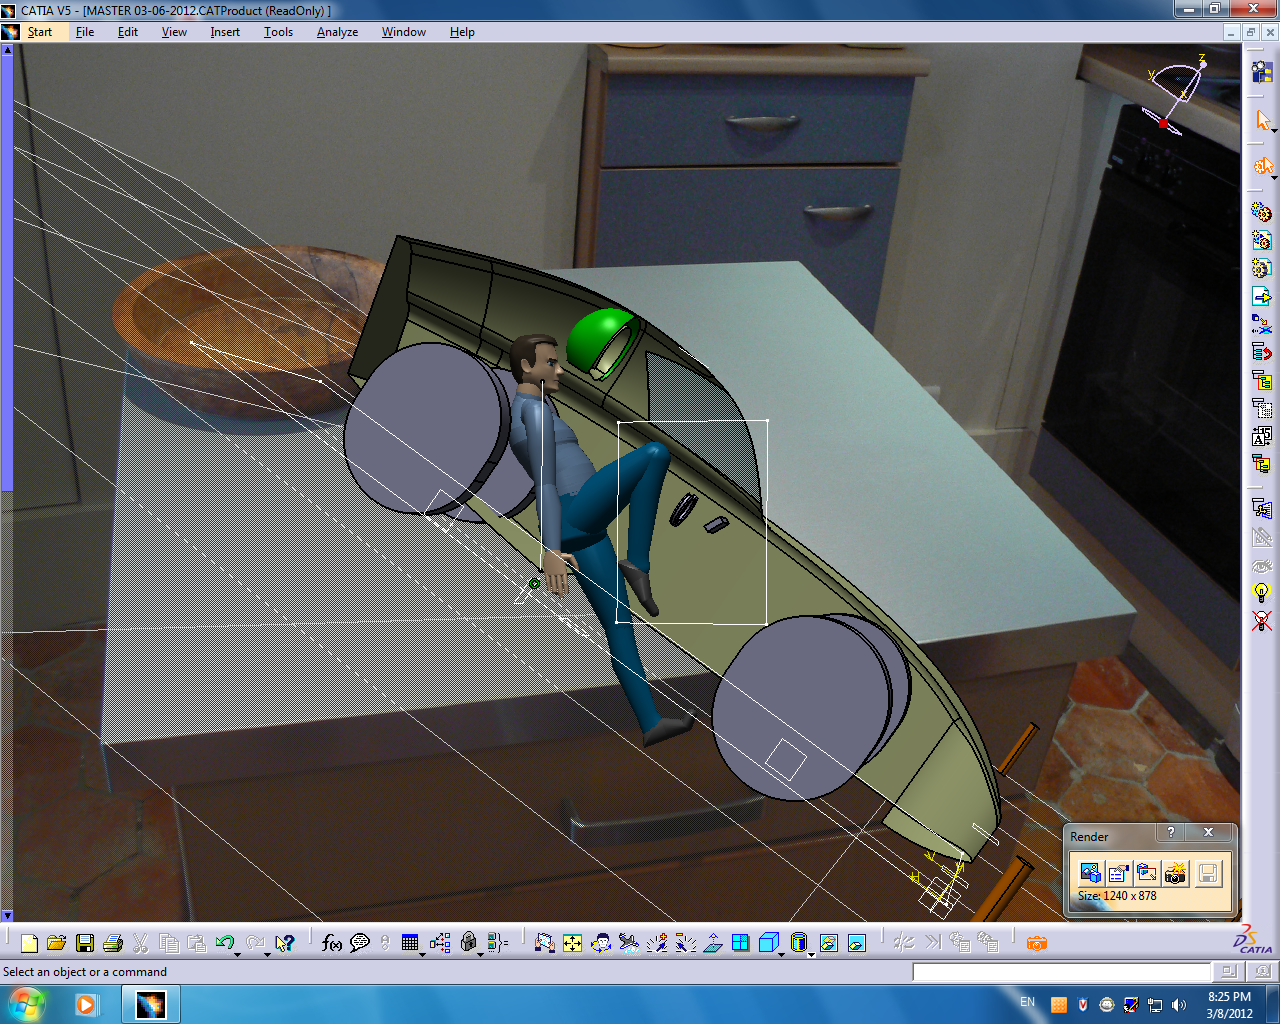 CATIA V5 - [MASTER 03-06-2012.CATProduct (ReadOnly) ]
Start File Edit View Insert Tools Analyze Window Help
z
y
x
Render
Size: 1240 x 878
f(x)
CATIA
Select an object or a command
EN
8:25 PM
3/8/2012